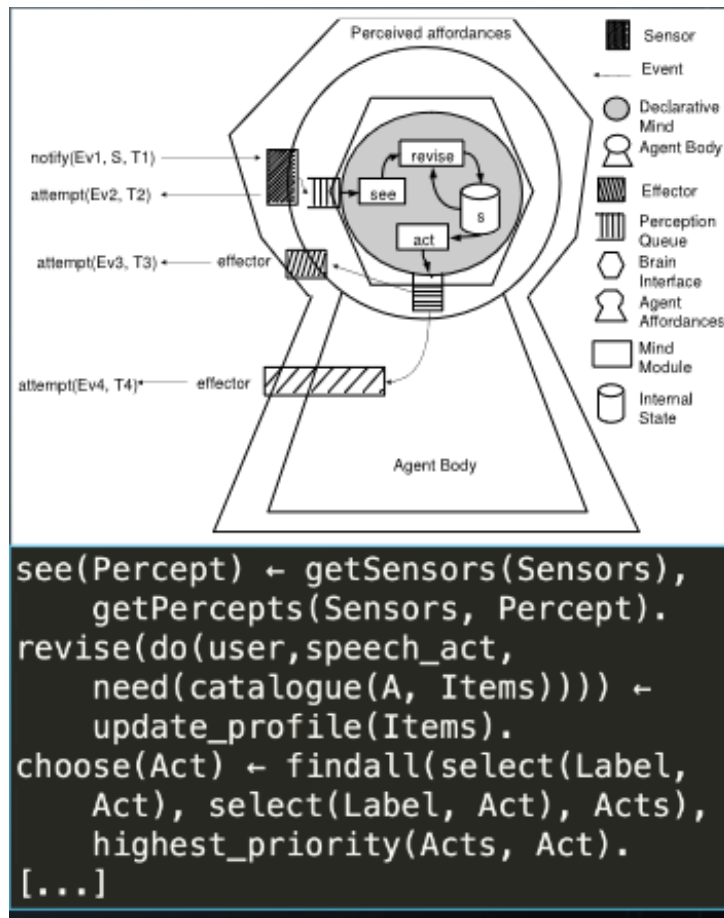 Perceived affordances
notify(Ev1, S, T1)
attempt(Ev2, T2)
attempt(Ev3, T3)
effector
attempt(Ev4, T4)
effector
see
revise
s
act
Agent Body
Sensor
Event
Declarative
Mind
Agent Body
Effector
Perception
Queue
Brain
Interface
Agent
Affordances
Mind
Module
Internal
State
see(Percept) ← getSensors(Sensors),
getPercepts(Sensors, Percept).
revise(do(user,speech_act,
need(catalogue(A, Items)))) ←
update_profile(Items).
choose(Act) ← findall(select(Label,
Act), select(Label, Act), Acts),
highest_priority(Acts, Act).
[...]